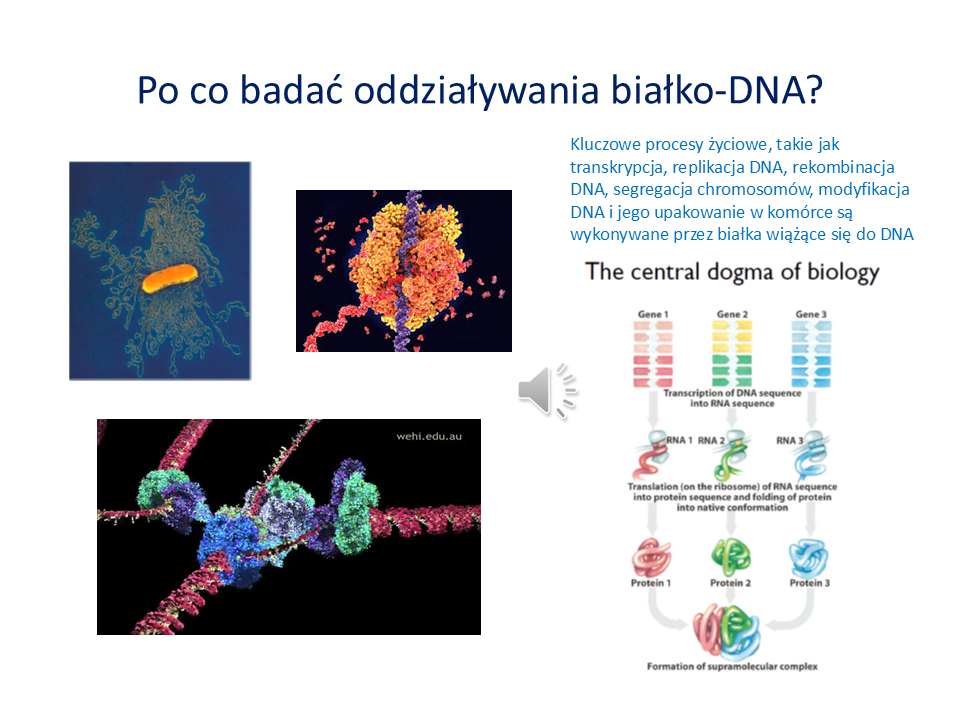 Po co badać oddziaływania białko-DNA?
Kluczowe procesy życiowe, takie jak
transkrypcja, replikacja DNA, rekombinacja
DNA, segregacja chromosomów, modyfikacja
DNA i jego upakowanie w komórce są
wykonywane przez białka wiążące się do DNA
The central dogma of biology
Gene 1 Gene 2 Gene 3
Transcription of DNA sequence
into RNA sequence
RNA 1 RNA 2 RNA 3
Translation (on the ribosome) of RNA sequence
into protein sequence and folding of protein
into native conformation
Protein 1 Protein 2 Protein 3
Formation of supramolecular complex
wehi.edu.au